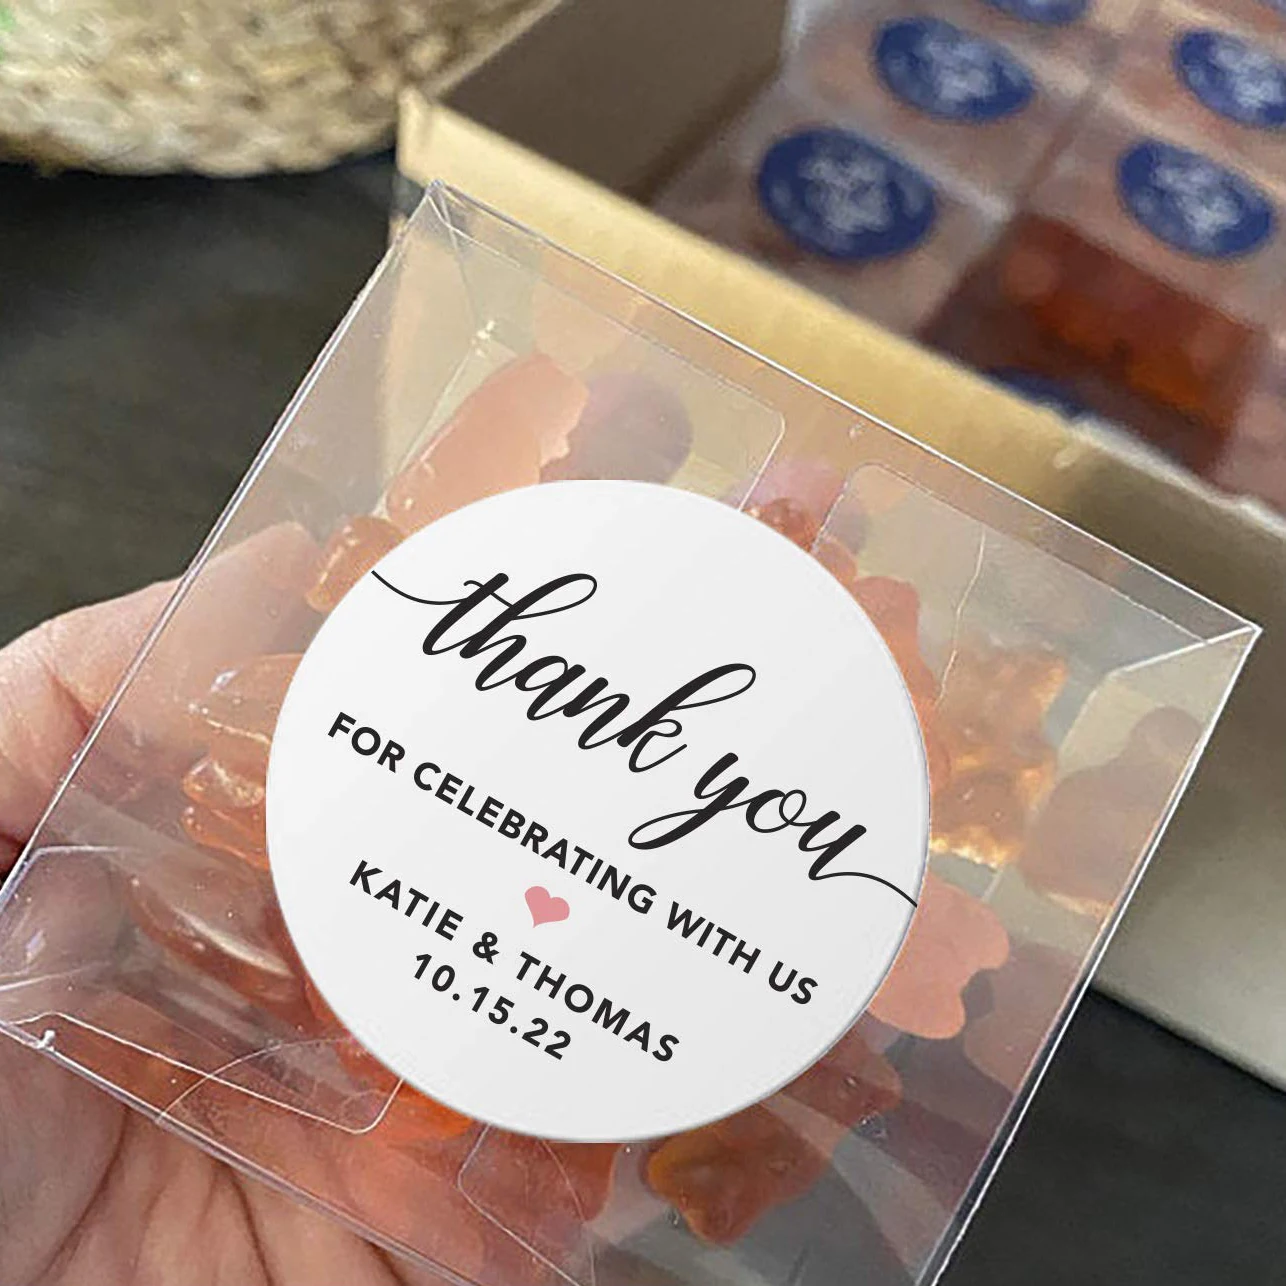 thank you
FOR CELEBRATING WITH US
KATIE & THOMAS
10.15.22